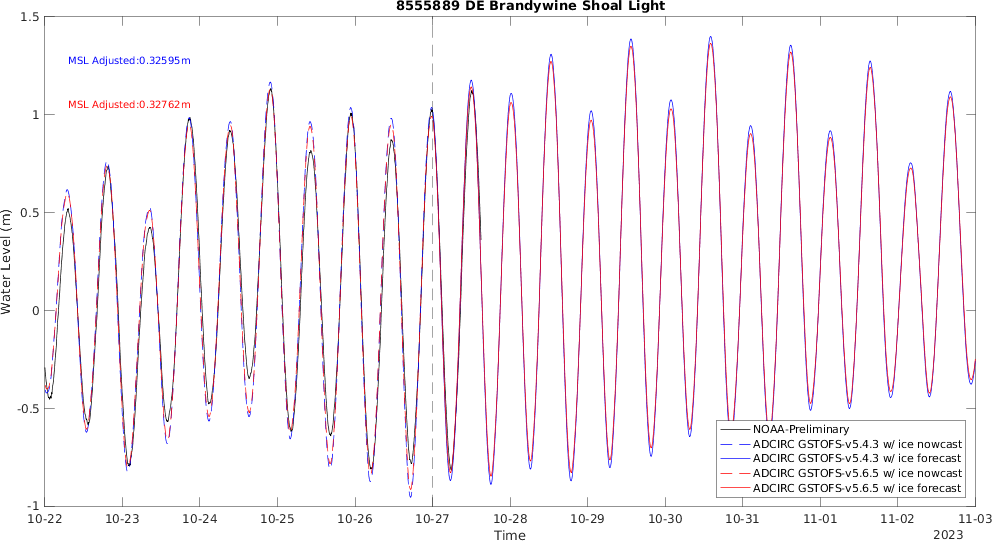 8555889 DE Brandywine Shoal Light
1.5
MSL Adjusted:0.32595m
MSL Adjusted:0.32762m
1
0.5
Water Level (m)
0
-0.5
-1
NOAA-Preliminary
ADCIRC GSTOFS-v5.4.3 w/ ice nowcast
ADCIRC GSTOFS-v5.4.3 w/ ice forecast
ADCIRC GSTOFS-v5.6.5 w/ ice nowcast
ADCIRC GSTOFS-v5.6.5 w/ ice forecast
10-22 10-23 10-24 10-25 10-26 10-27 10-28 10-29 10-30 10-31 11-01 11-02 11-03
Time
2023